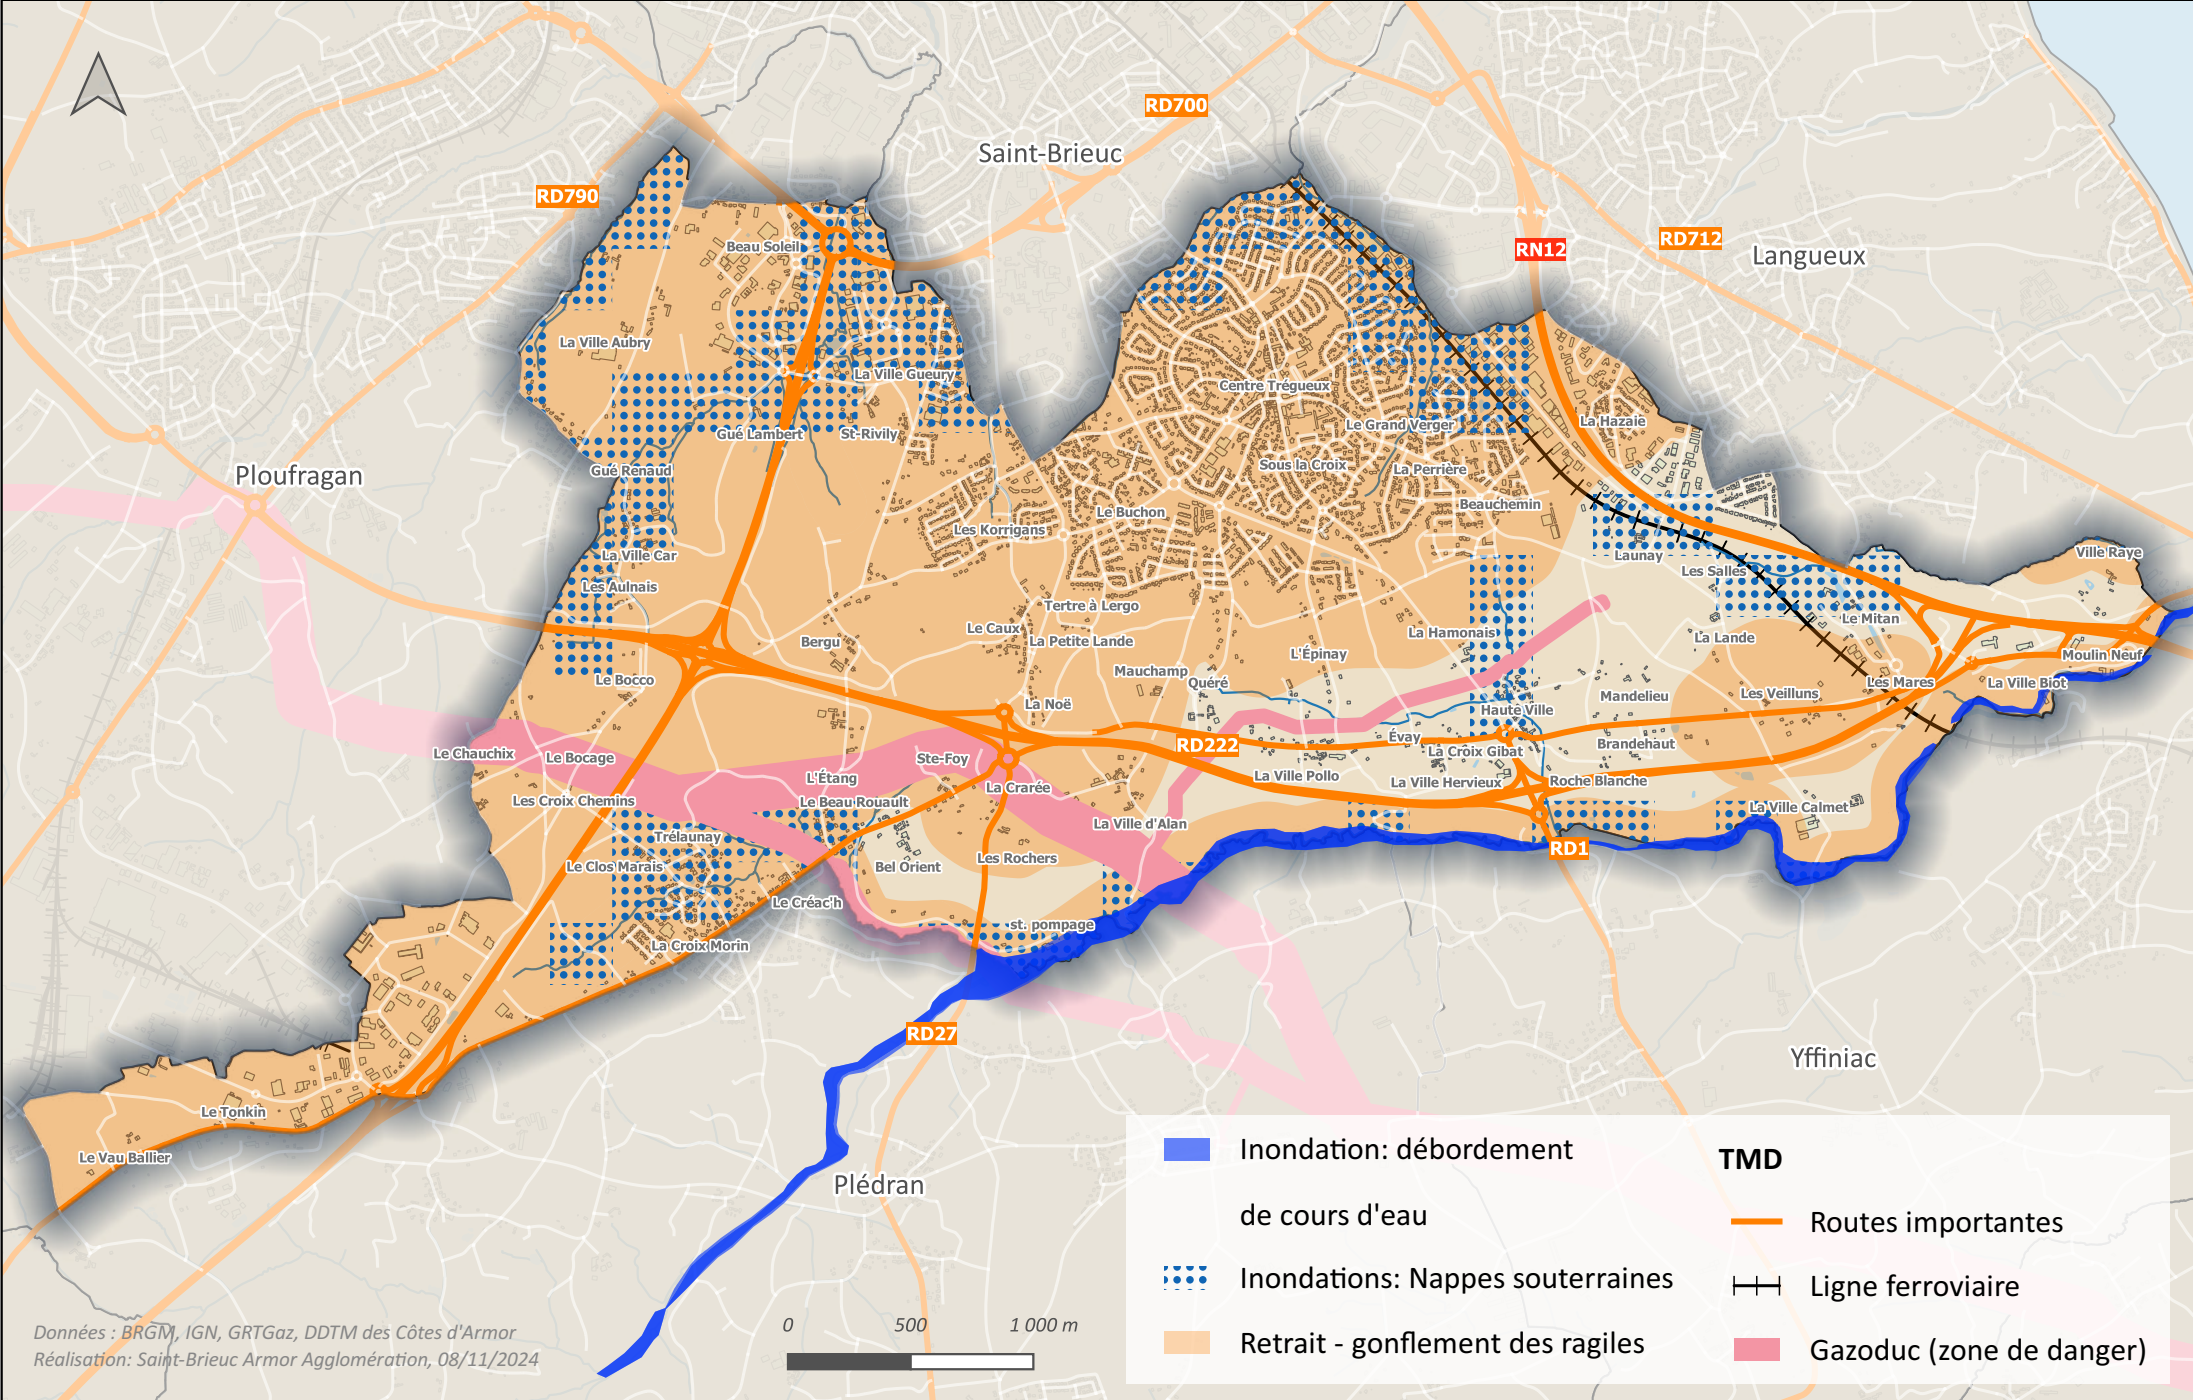 RD700
Saint-Brieuc
RD790
RN12
RD712
Langueux
Beau Soleil
La Ville Aubry
La Ville Gueury
Centre Trégueux
La Hazaie
Le Grand Verger
Gué Lambert
St-Rivily
Gué Renaud
Sous la Croix
La Perrière
Ploufragan
Beauchemin
Le Buchon
Les Korrigans
La Ville Car
Launay
Les Salles
Ville Raye
Les Aulnais
Tertre à Lergo
Le Mitan
Le Caux
La Petite Lande
La Hamonais
La Lande
Bergu
L'Épinay
Moulin Neuf
Mauchamp
Quéré
Le Bocco
Les Mares
La Ville Biot
Mandelieu
Les Veilluns
La Noë
Haute Ville
Évay
RD222
La Croix Gibat
Brandehaut
Le Chauchix
Le Bocage
Ste-Foy
L'Étang
La Crarée
La Ville Pollo
La Ville Hervieux
Roche Blanche
Les Croix Chemins
Le Beau Rouault
La Ville Calmet
La Ville d'Alan
Trélaunay
RD1
Le Clos Marais
Bel Orient
Les Rochers
Le Créac'h
st. pompage
La Croix Morin
RD27
Yffiniac
Le Tonkin
Le Vau Ballier
Plédran
Inondation: débordement
de cours d'eau
Inondations: Nappes souterraines
Retrait - gonflement des ragiles
TMD
Routes importantes
Ligne ferroviaire
Gazoduc (zone de danger)
0 500 1 000 m
Données : BRGM, IGN, GRTGaz, DDTM des Côtes d'Armor
Réalisation: Saint-Brieuc Armor Agglomération, 08/11/2024